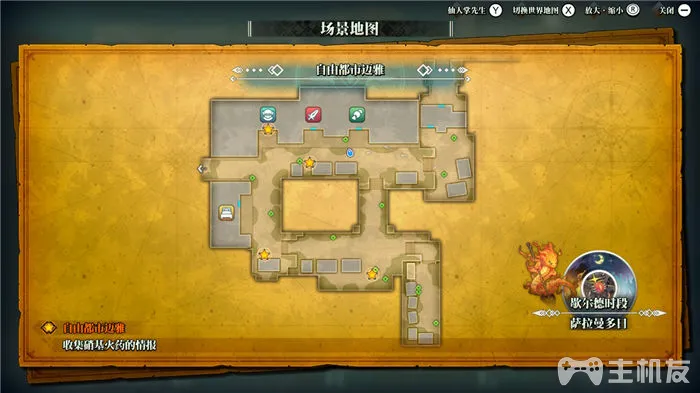 仙人掌先生 Y 切换世界地图 X 放大·缩小 R 关闭
场景地图
自由都市迈雅
歇尔德时段
萨拉曼多日
自由都市迈雅
收集硝基火药的情报
主机友